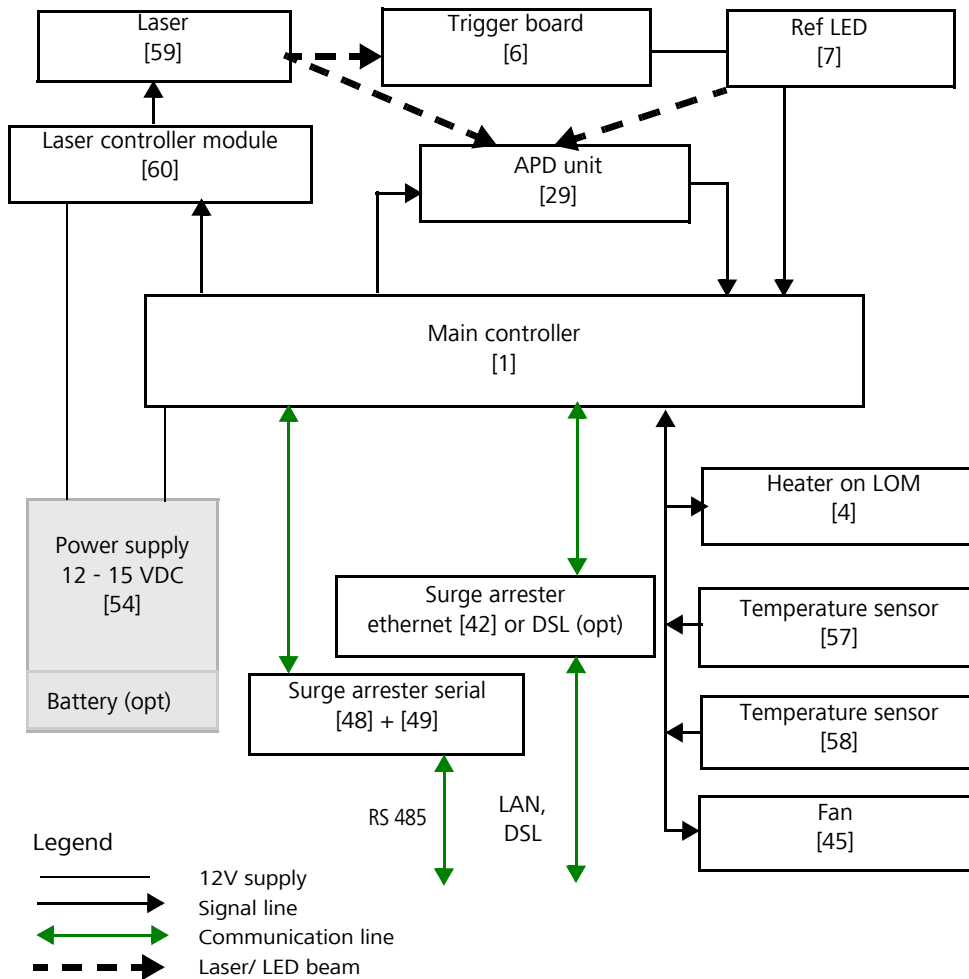 Laser
[59]
Trigger board
[6]
Ref LED
[7]
Laser controller module
[60]
APD unit
[29]
Main controller
[1]
Heater on LOM
[4]
Power supply
12 - 15 VDC
[54]
Surge arrester
ethernet [42] or DSL (opt)
Temperature sensor
[57]
Battery (opt)
Surge arrester serial
[48] + [49]
Temperature sensor
[58]
RS 485
LAN,
DSL
Fan
[45]
Legend
12V supply
Signal line
Communication line
Laser/ LED beam